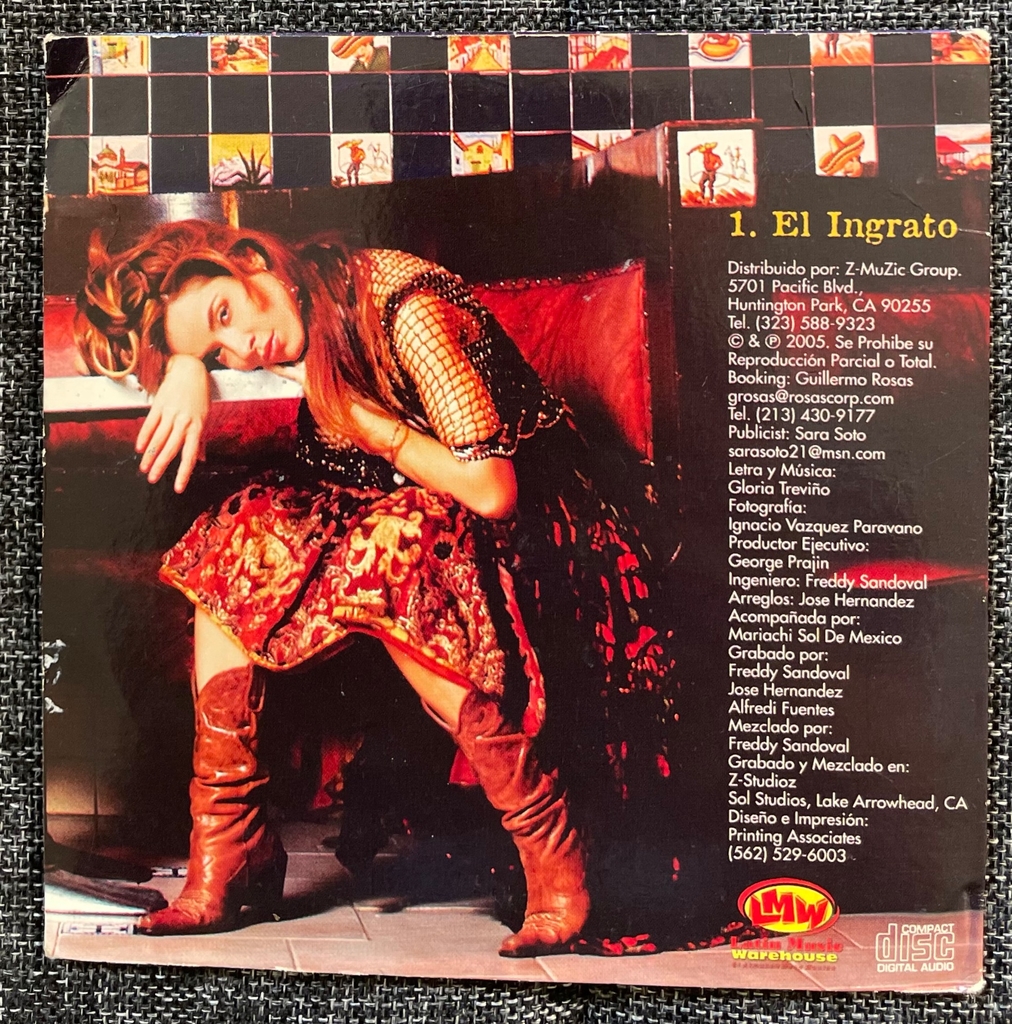 1. El Ingrato
Distribuido por: Z-MuZic Group.
5701 Pacific Blvd.,
Huntington Park, CA 90255
Tel. (323) 588-9323
© & ℗ 2005. Se Prohibe su
Reproducción Parcial o Total.
Booking: Guillermo Rosas
grosas@rosascorp.com
Tel. (213) 430-9177
Publicist: Sara Soto
sarasoto21@msn.com
Letra y Música:
Gloria Treviño
Fotografía:
Ignacio Vazquez Paravano
Productor Ejecutivo:
George Prajin
Ingeniero: Freddy Sandoval
Arreglos: Jose Hernandez
Acompañada por:
Mariachi Sol De Mexico
Grabado por:
Freddy Sandoval
Jose Hernandez
Alfredi Fuentes
Mezclado por:
Freddy Sandoval
Grabado y Mezclado en:
Z-Studioz
Sol Studios, Lake Arrowhead, CA
Diseño e Impresión:
Printing Associates
(562) 529-6003
LMW
Latin Music
Warehouse
COMPACT
disc
DIGITAL AUDIO